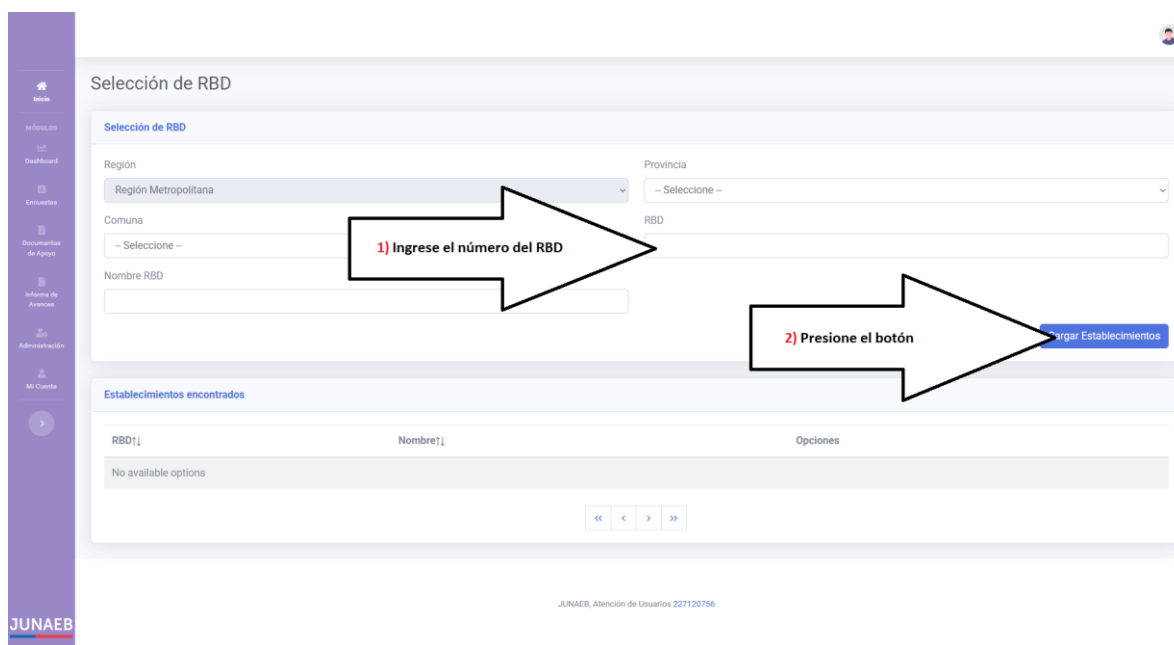 Inicio
MÓDULOS
Dashboard
Encuestas
Documentos
de Apoyo
Informe de
Avances
Administración
Mi Cuenta
JUNAEB
Selección de RBD
Selección de RBD
Región
Provincia
Región Metropolitana
-- Seleccione --
Comuna
RBD
-- Seleccione --
1) Ingrese el número del RBD
Nombre RBD
2) Presione el botón
Cargar Establecimientos
Establecimientos encontrados
RBD↑↓
Nombre↑↓
Opciones
No available options
« ‹ › »
JUNAEB, Atención de Usuarios 227120756